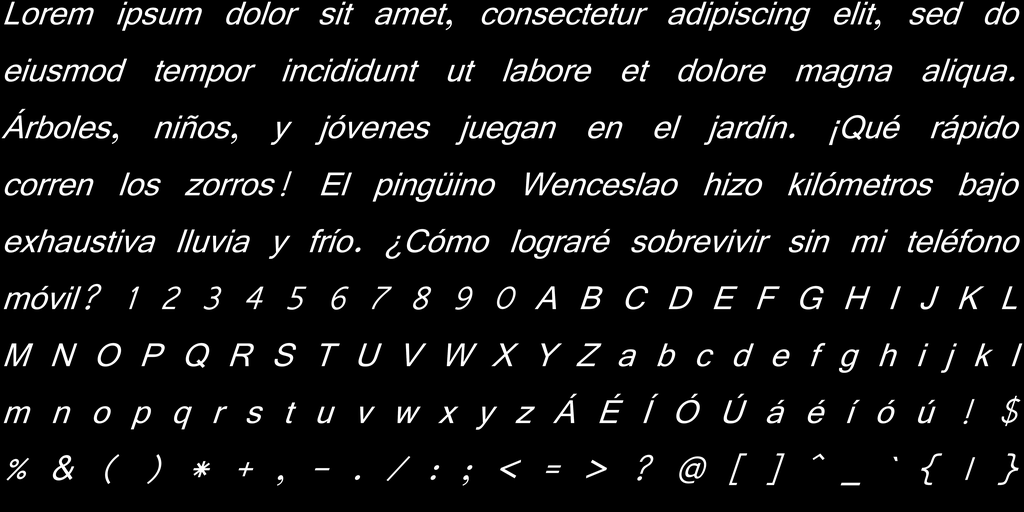 Lorem ipsum dolor sit amet, consectetur adipiscing elit, sed do
eiusmod tempor incididunt ut labore et dolore magna aliqua.
Árboles, niños, y jóvenes juegan en el jardín. ¡Qué rápido
corren los zorros! El pingüino Wenceslao hizo kilómetros bajo
exhaustiva lluvia y frío. ¿Cómo lograré sobrevivir sin mi teléfono
móvil? 1 2 3 4 5 6 7 8 9 0 A B C D E F G H I J K L
M N O P Q R S T U V W X Y Z a b c d e f g h i j k l
m n o p q r s t u v w x y z Á É Í Ó Ú á é í ó ú ! $
% & ( ) * + , - . / : ; < = > ? @ [ ] ^ _ ` { | }